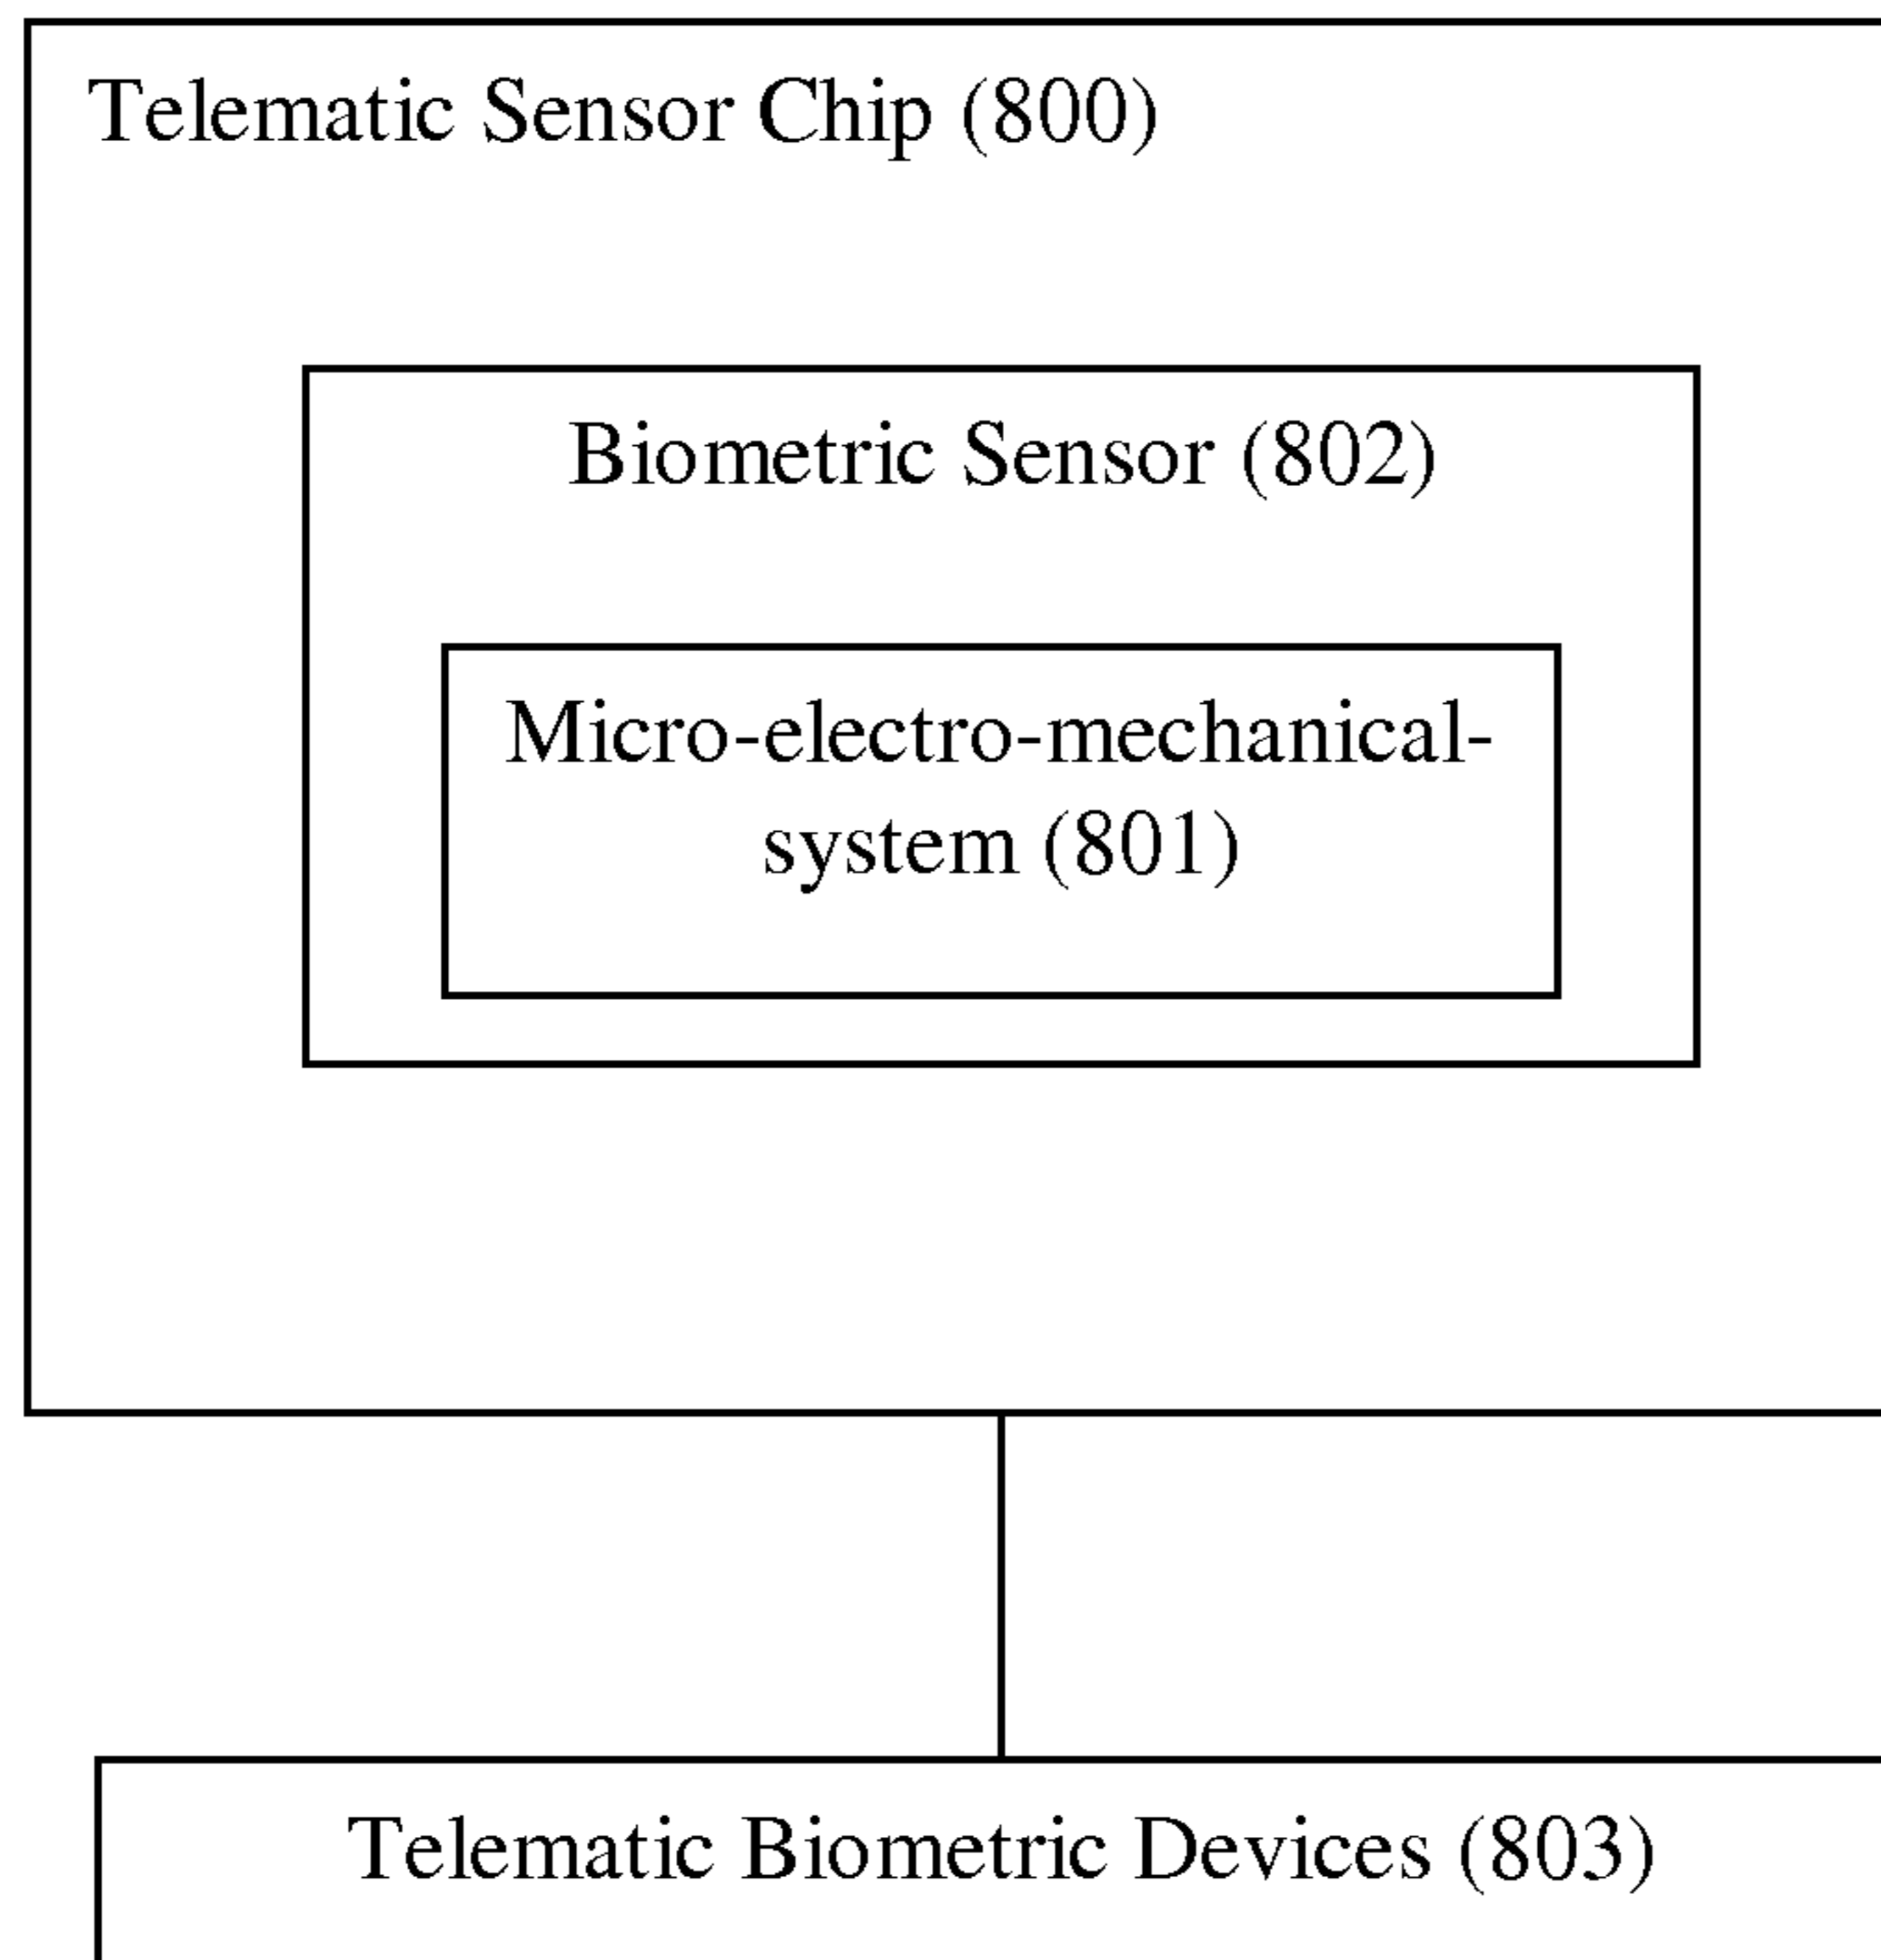 Telematic Sensor Chip (800)
Biometric Sensor (802)
Micro-electro-mechanical-
system (801)
Telematic Biometric Devices (803)